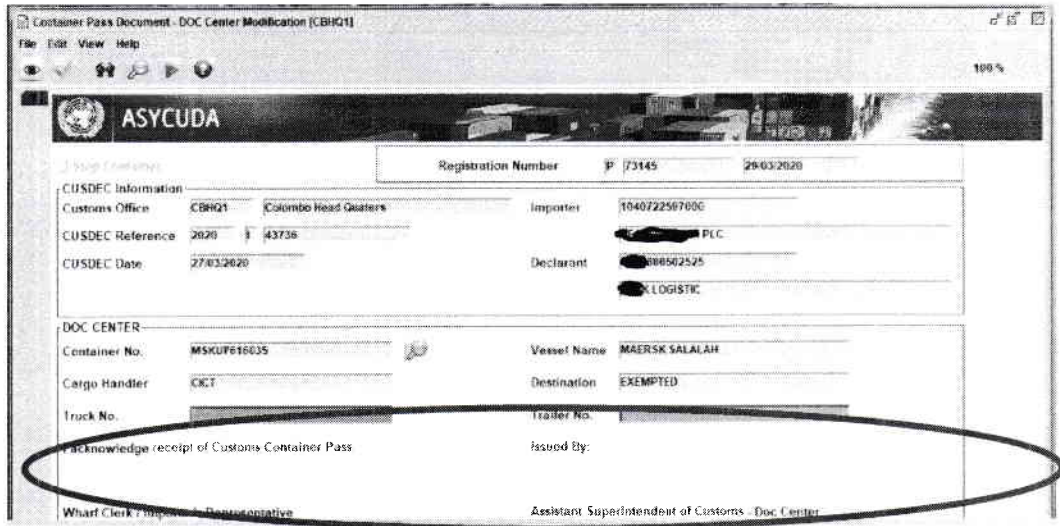 Container Pass Document - DOC Center Modification [CBHQ1]
File Edit View Help
100 %
ASYCUDA
Registration Number P 73145 29/03/2020
CUSDEC Information
Customs Office CBHQ1 Colombo Head Quaters Importer 1040722597000
CUSDEC Reference 2020 I 43736 PLC
CUSDEC Date 27/03/2020 Declarant 000502525
LOGISTIC
DOC CENTER
Container No. Vessel Name MAERSK SALALAH
Cargo Handler CICT Destination EXEMPTED
Truck No. Trailer No.
I acknowledge receipt of Customs Container Pass Issued By:
Wharf Clerk / Representative Assistant Superintendent of Customs - Doc Center